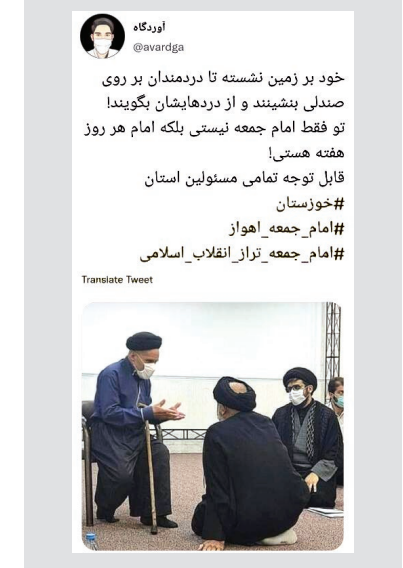 آوردگاه
@avardga
خود بر زمین نشسته تا دردمندان بر روی
صندلی بنشینند و از دردهایشان بگویند!
تو فقط امام جمعه نیستی بلکه امام هر روز
هفته هستی!
قابل توجه تمامی مسئولین استان
#خوزستان
#امام_جمعه_اهواز
#امام_جمعه_تراز_انقلاب_اسلامی
Translate Tweet